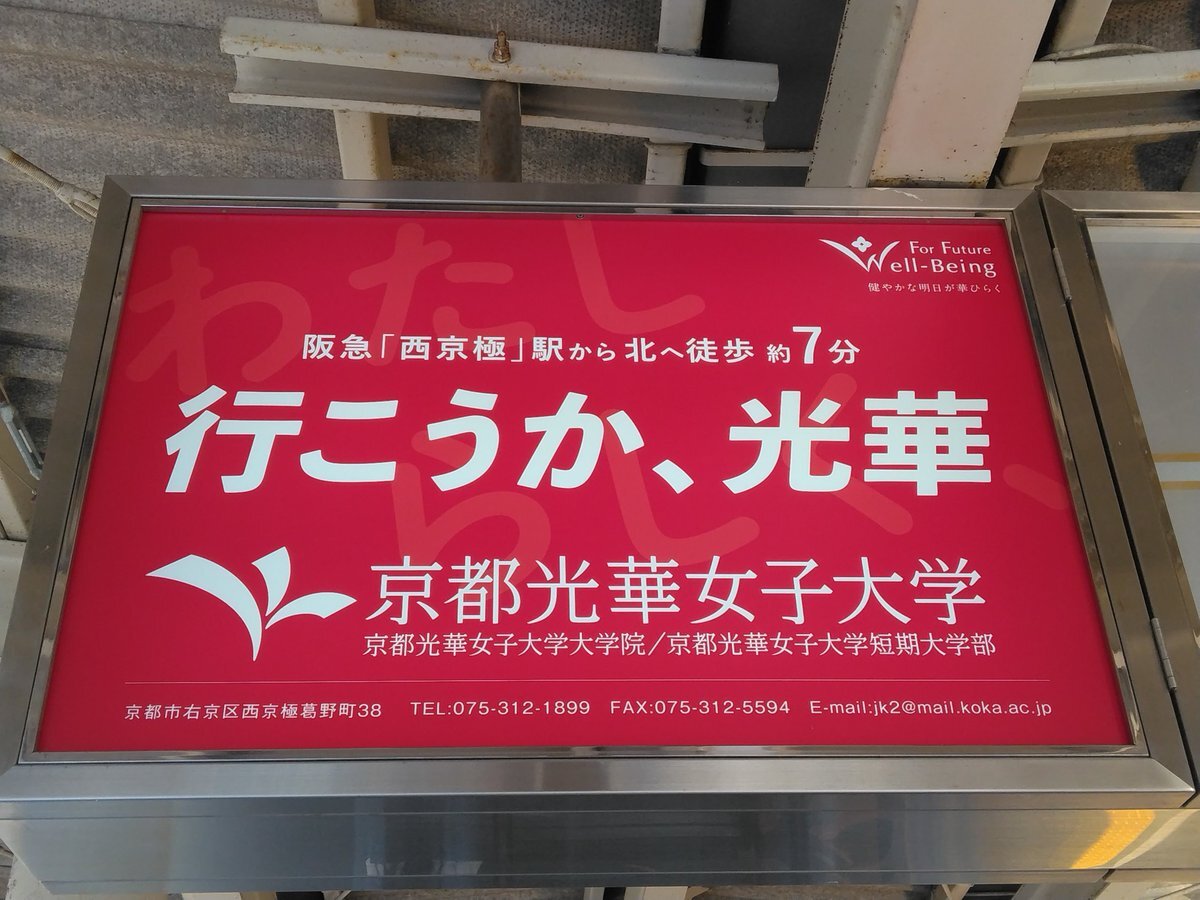 For Future
Well-Being
健やかな明日が華ひらく
わたし
らしく、
阪急「西京極」駅から北へ徒歩 約7分
行こうか、光華
京都光華女子大学
京都光華女子大学大学院/京都光華女子大学短期大学部
京都市右京区西京極葛野町38 TEL:075-312-1899 FAX:075-312-5594 E-mail:jk2@mail.koka.ac.jp